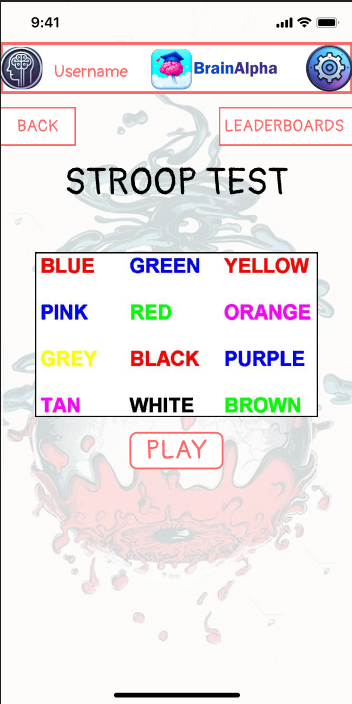 9:41
Username BrainAlpha
BACK LEADERBOARDS
STROOP TEST
BLUE GREEN YELLOW
PINK RED ORANGE
GREY BLACK PURPLE
TAN WHITE BROWN
PLAY